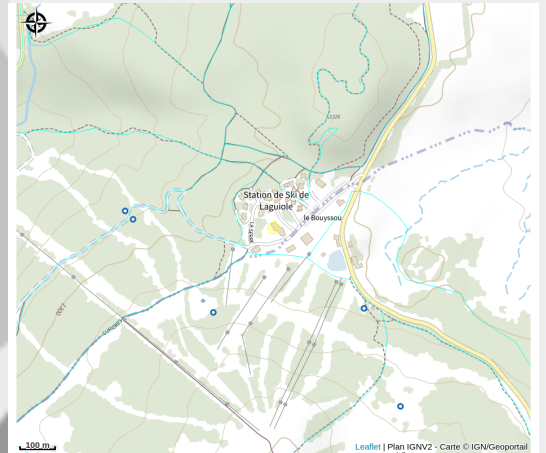 Station de Ski de
Laguiole
le Bouyssou
100 m
Leaflet | Plan IGNV2 - Carte © IGN/Geoportail